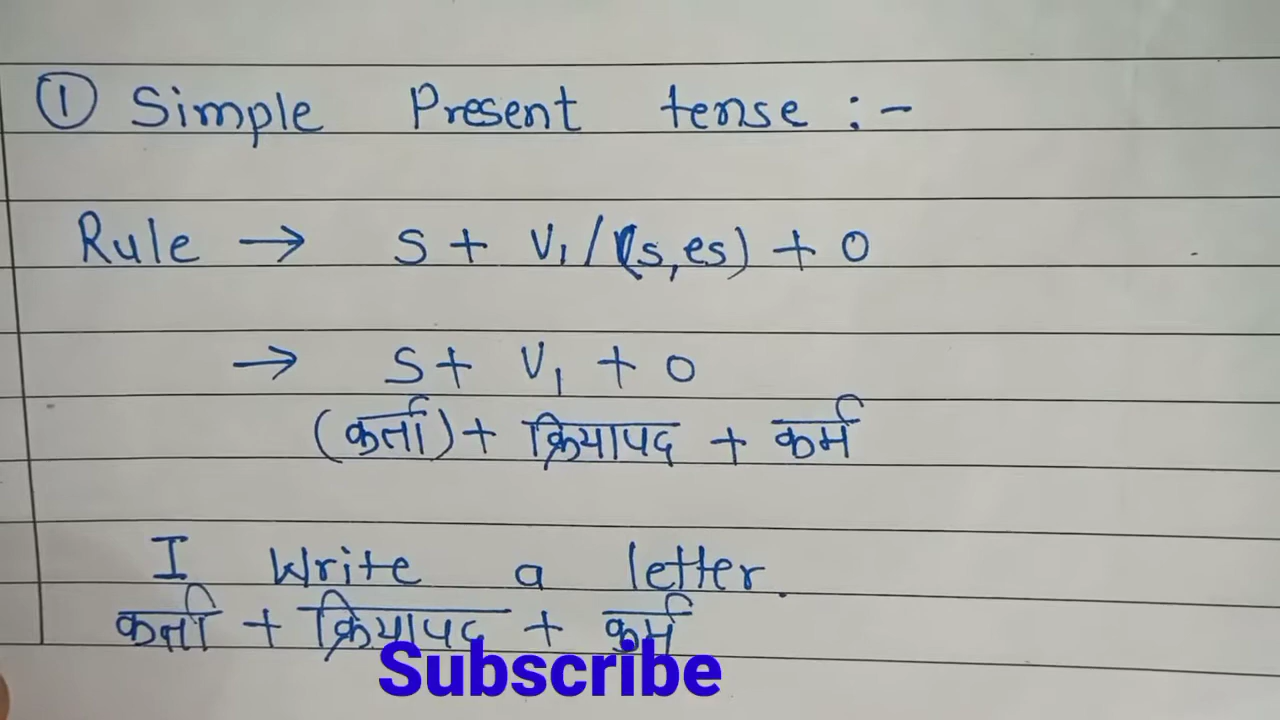 ① Simple Present tense :-
Rule → S + V₁/(s,es) + O
→ S + V₁ + O
(कर्ता) + क्रियापद + कर्म
I Write a letter.
कर्ता + क्रियापद + कर्म
Subscribe